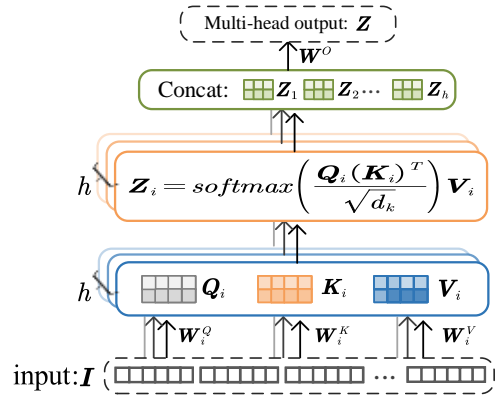 Multi-head output: Z
W^O
Concat: Z_1 Z_2 ··· Z_h
h Z_i = softmax(Q_i(K_i)^T / √d_k) V_i
h Q_i K_i V_i
W_i^Q W_i^K W_i^V
input: I ···